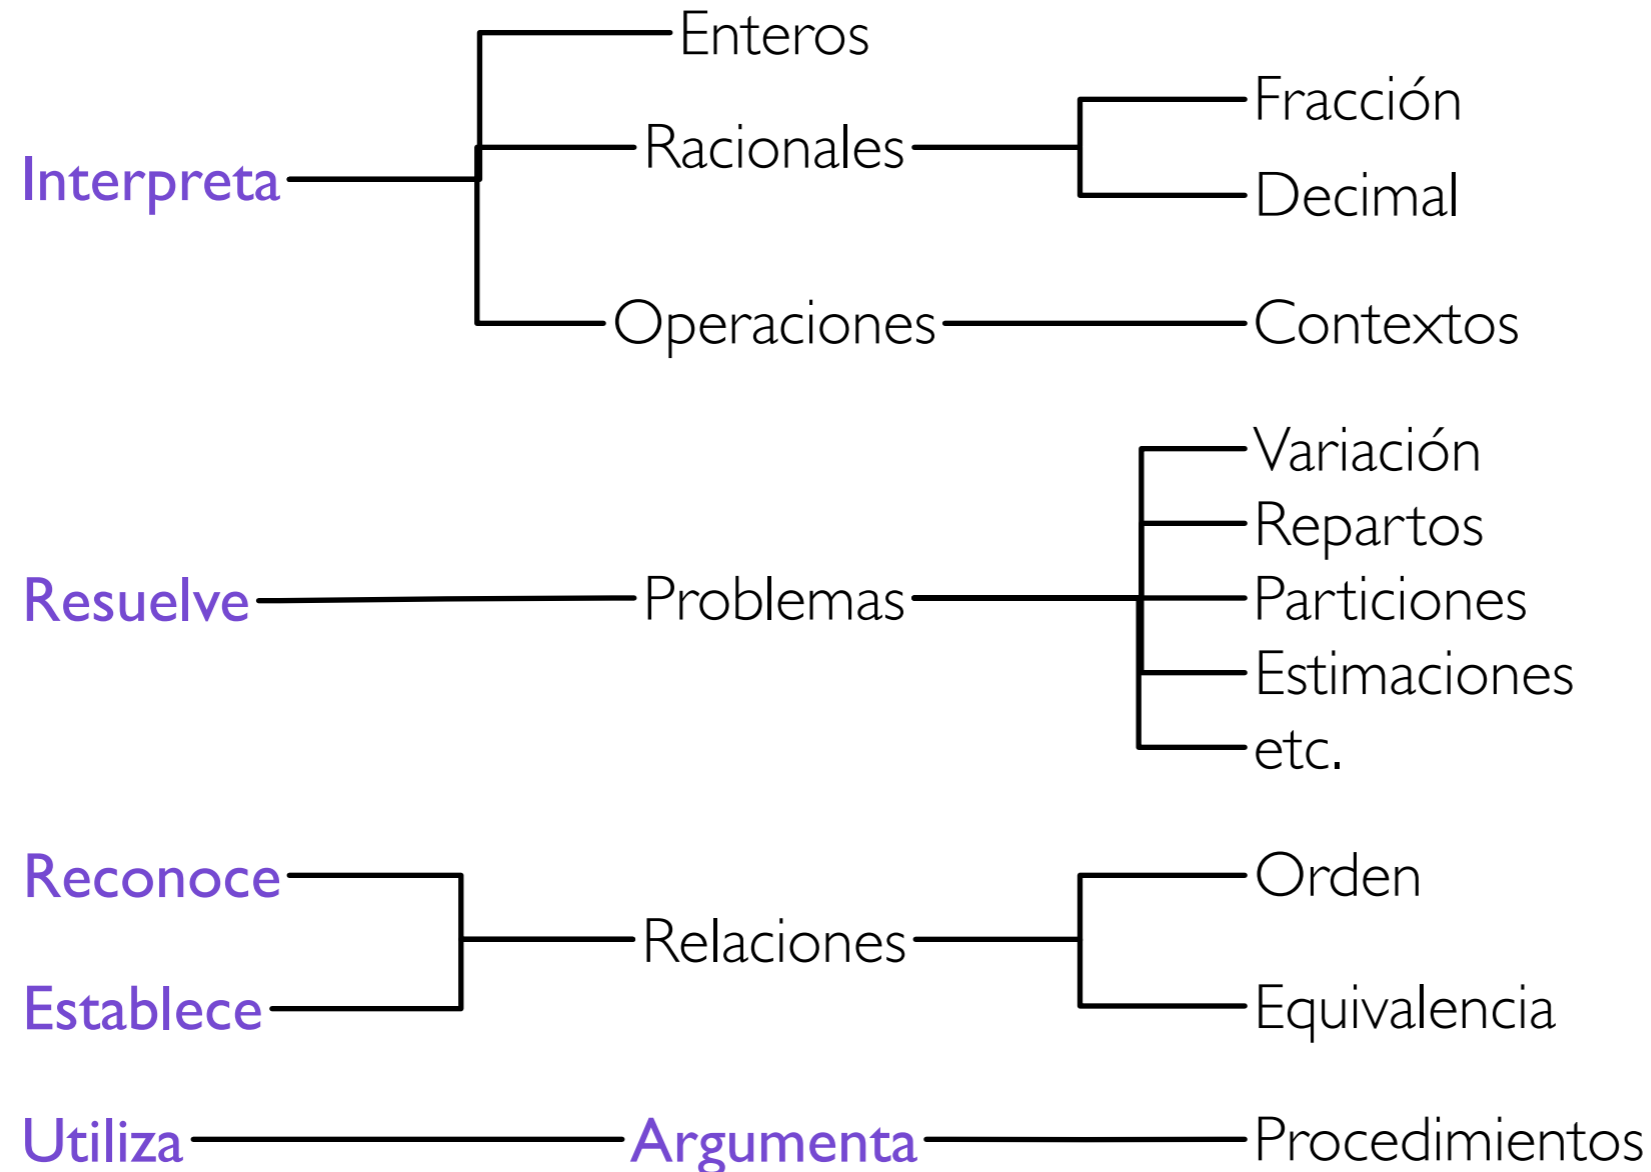 Enteros
Fracción
Interpreta
Racionales
Decimal
Operaciones
Contextos
Variación
Repartos
Resuelve
Problemas
Particiones
Estimaciones
etc.
Reconoce
Orden
Relaciones
Establece
Equivalencia
Utiliza
Argumenta
Procedimientos